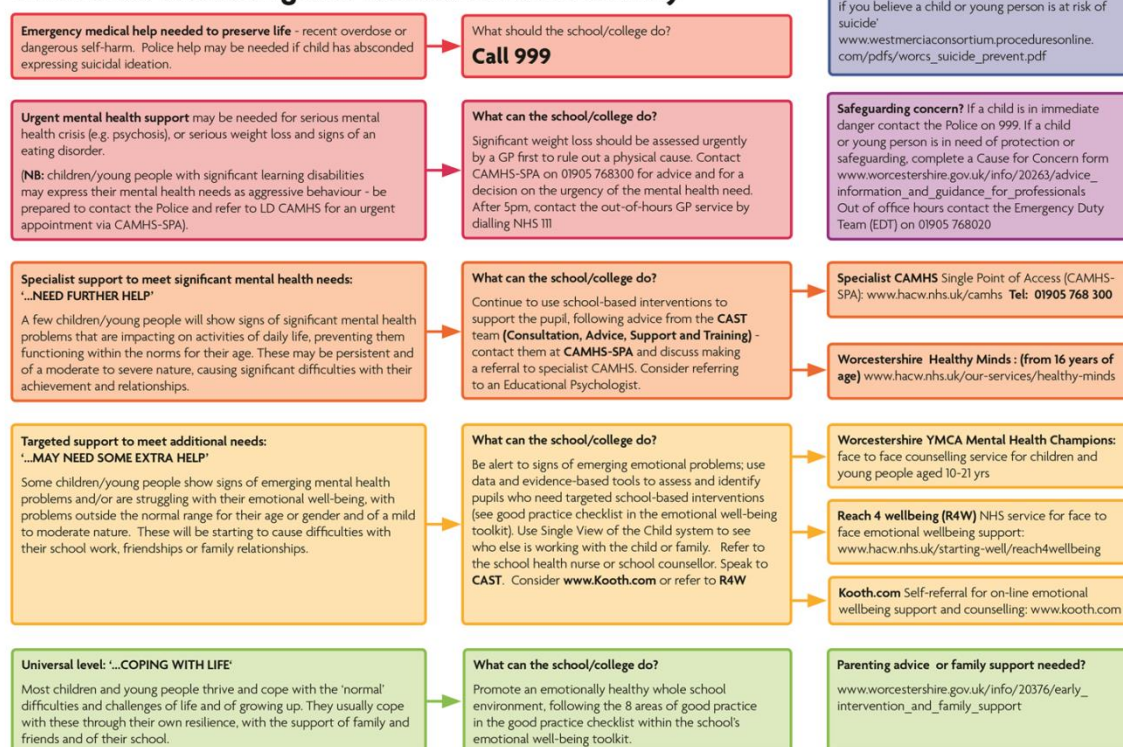 Emergency medical help needed to preserve life - recent overdose or
dangerous self-harm. Police help may be needed if child has absconded
expressing suicidal ideation.
What should the school/college do?
Call 999
if you believe a child or young person is at risk of
suicide'
www.westmerciaconsortium.proceduresonline.
com/pdfs/worcs_suicide_prevent.pdf
Urgent mental health support may be needed for serious mental
health crisis (e.g. psychosis), or serious weight loss and signs of an
eating disorder.
(NB: children/young people with significant learning disabilities
may express their mental health needs as aggressive behaviour - be
prepared to contact the Police and refer to LD CAMHS for an urgent
appointment via CAMHS-SPA).
What can the school/college do?
Significant weight loss should be assessed urgently
by a GP first to rule out a physical cause. Contact
CAMHS-SPA on 01905 768300 for advice and for a
decision on the urgency of the mental health need.
After 5pm, contact the out-of-hours GP service by
dialling NHS 111
Safeguarding concern? If a child is in immediate
danger contact the Police on 999. If a child
or young person is in need of protection or
safeguarding, complete a Cause for Concern form
www.worcestershire.gov.uk/info/20263/advice_
information_and_guidance_for_professionals
Out of office hours contact the Emergency Duty
Team (EDT) on 01905 768020
Specialist support to meet significant mental health needs:
'...NEED FURTHER HELP'
A few children/young people will show signs of significant mental health
problems that are impacting on activities of daily life, preventing them
functioning within the norms for their age. These may be persistent and
of a moderate to severe nature, causing significant difficulties with their
achievement and relationships.
What can the school/college do?
Continue to use school-based interventions to
support the pupil, following advice from the CAST
team (Consultation, Advice, Support and Training) -
contact them at CAMHS-SPA and discuss making
a referral to specialist CAMHS. Consider referring
to an Educational Psychologist.
Specialist CAMHS Single Point of Access (CAMHS-
SPA): www.hacw.nhs.uk/camhs Tel: 01905 768 300
Worcestershire Healthy Minds : (from 16 years of
age) www.hacw.nhs.uk/our-services/healthy-minds
Targeted support to meet additional needs:
'...MAY NEED SOME EXTRA HELP'
Some children/young people show signs of emerging mental health
problems and/or are struggling with their emotional well-being, with
problems outside the normal range for their age or gender and of a mild
to moderate nature. These will be starting to cause difficulties with
their school work, friendships or family relationships.
What can the school/college do?
Be alert to signs of emerging emotional problems; use
data and evidence-based tools to assess and identify
pupils who need targeted school-based interventions
(see good practice checklist in the emotional well-being
toolkit). Use Single View of the Child system to see
who else is working with the child or family. Refer to
the school health nurse or school counsellor. Speak to
CAST. Consider www.Kooth.com or refer to R4W
Worcestershire YMCA Mental Health Champions:
face to face counselling service for children and
young people aged 10-21 yrs
Reach 4 wellbeing (R4W) NHS service for face to
face emotional wellbeing support:
www.hacw.nhs.uk/starting-well/reach4wellbeing
Kooth.com Self-referral for on-line emotional
wellbeing support and counselling: www.kooth.com
Universal level: '...COPING WITH LIFE'
Most children and young people thrive and cope with the 'normal'
difficulties and challenges of life and of growing up. They usually cope
with these through their own resilience, with the support of family and
friends and of their school.
What can the school/college do?
Promote an emotionally healthy whole school
environment, following the 8 areas of good practice
in the good practice checklist within the school's
emotional well-being toolkit.
Parenting advice or family support needed?
www.worcestershire.gov.uk/info/20376/early_
intervention_and_family_support